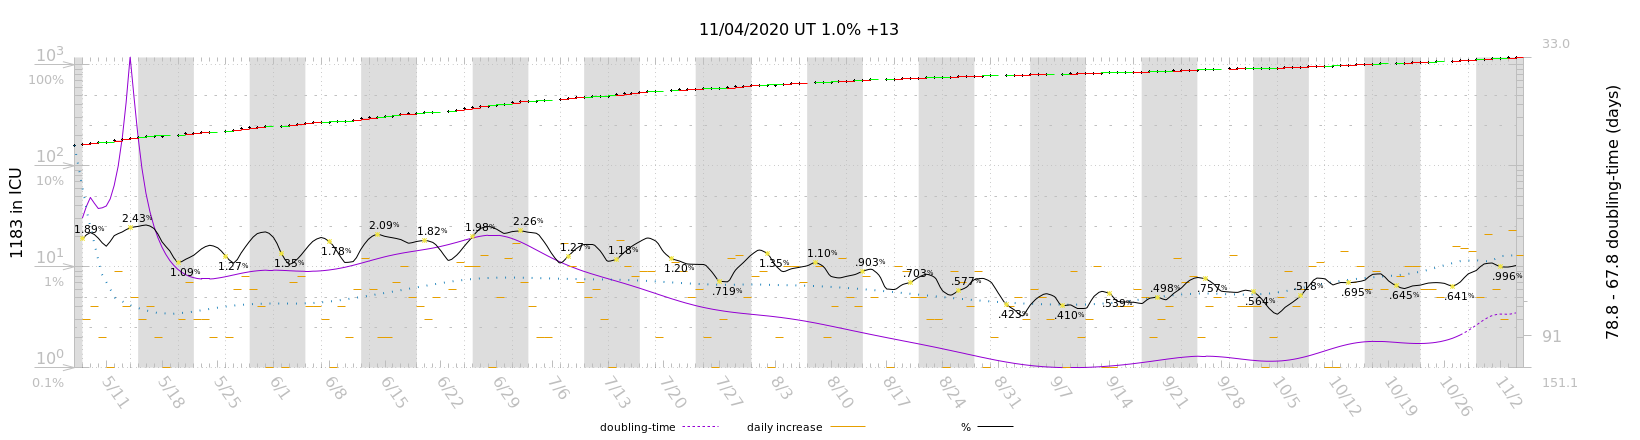 11/04/2020 UT 1.0% +13
10³ 33.0
100%
10²
10%
10¹
1%
10⁰
0.1%
91
151.1
1183 in ICU
78.8 - 67.8 doubling-time (days)
1.89% 2.43% 1.09% 1.27% 1.35% 1.78% 2.09% 1.82% 1.98% 2.26% 1.27% 1.18% 1.20% .719% 1.35% 1.10% .903% .703% .577% .423% .410% .539% .498% .757% .564% .518% .695% .645% .641% .996%
5/11 5/18 5/25 6/1 6/8 6/15 6/22 6/29 7/6 7/13 7/20 7/27 8/3 8/10 8/17 8/24 8/31 9/7 9/14 9/21 9/28 10/5 10/12 10/19 10/26 11/2
doubling-time daily increase %